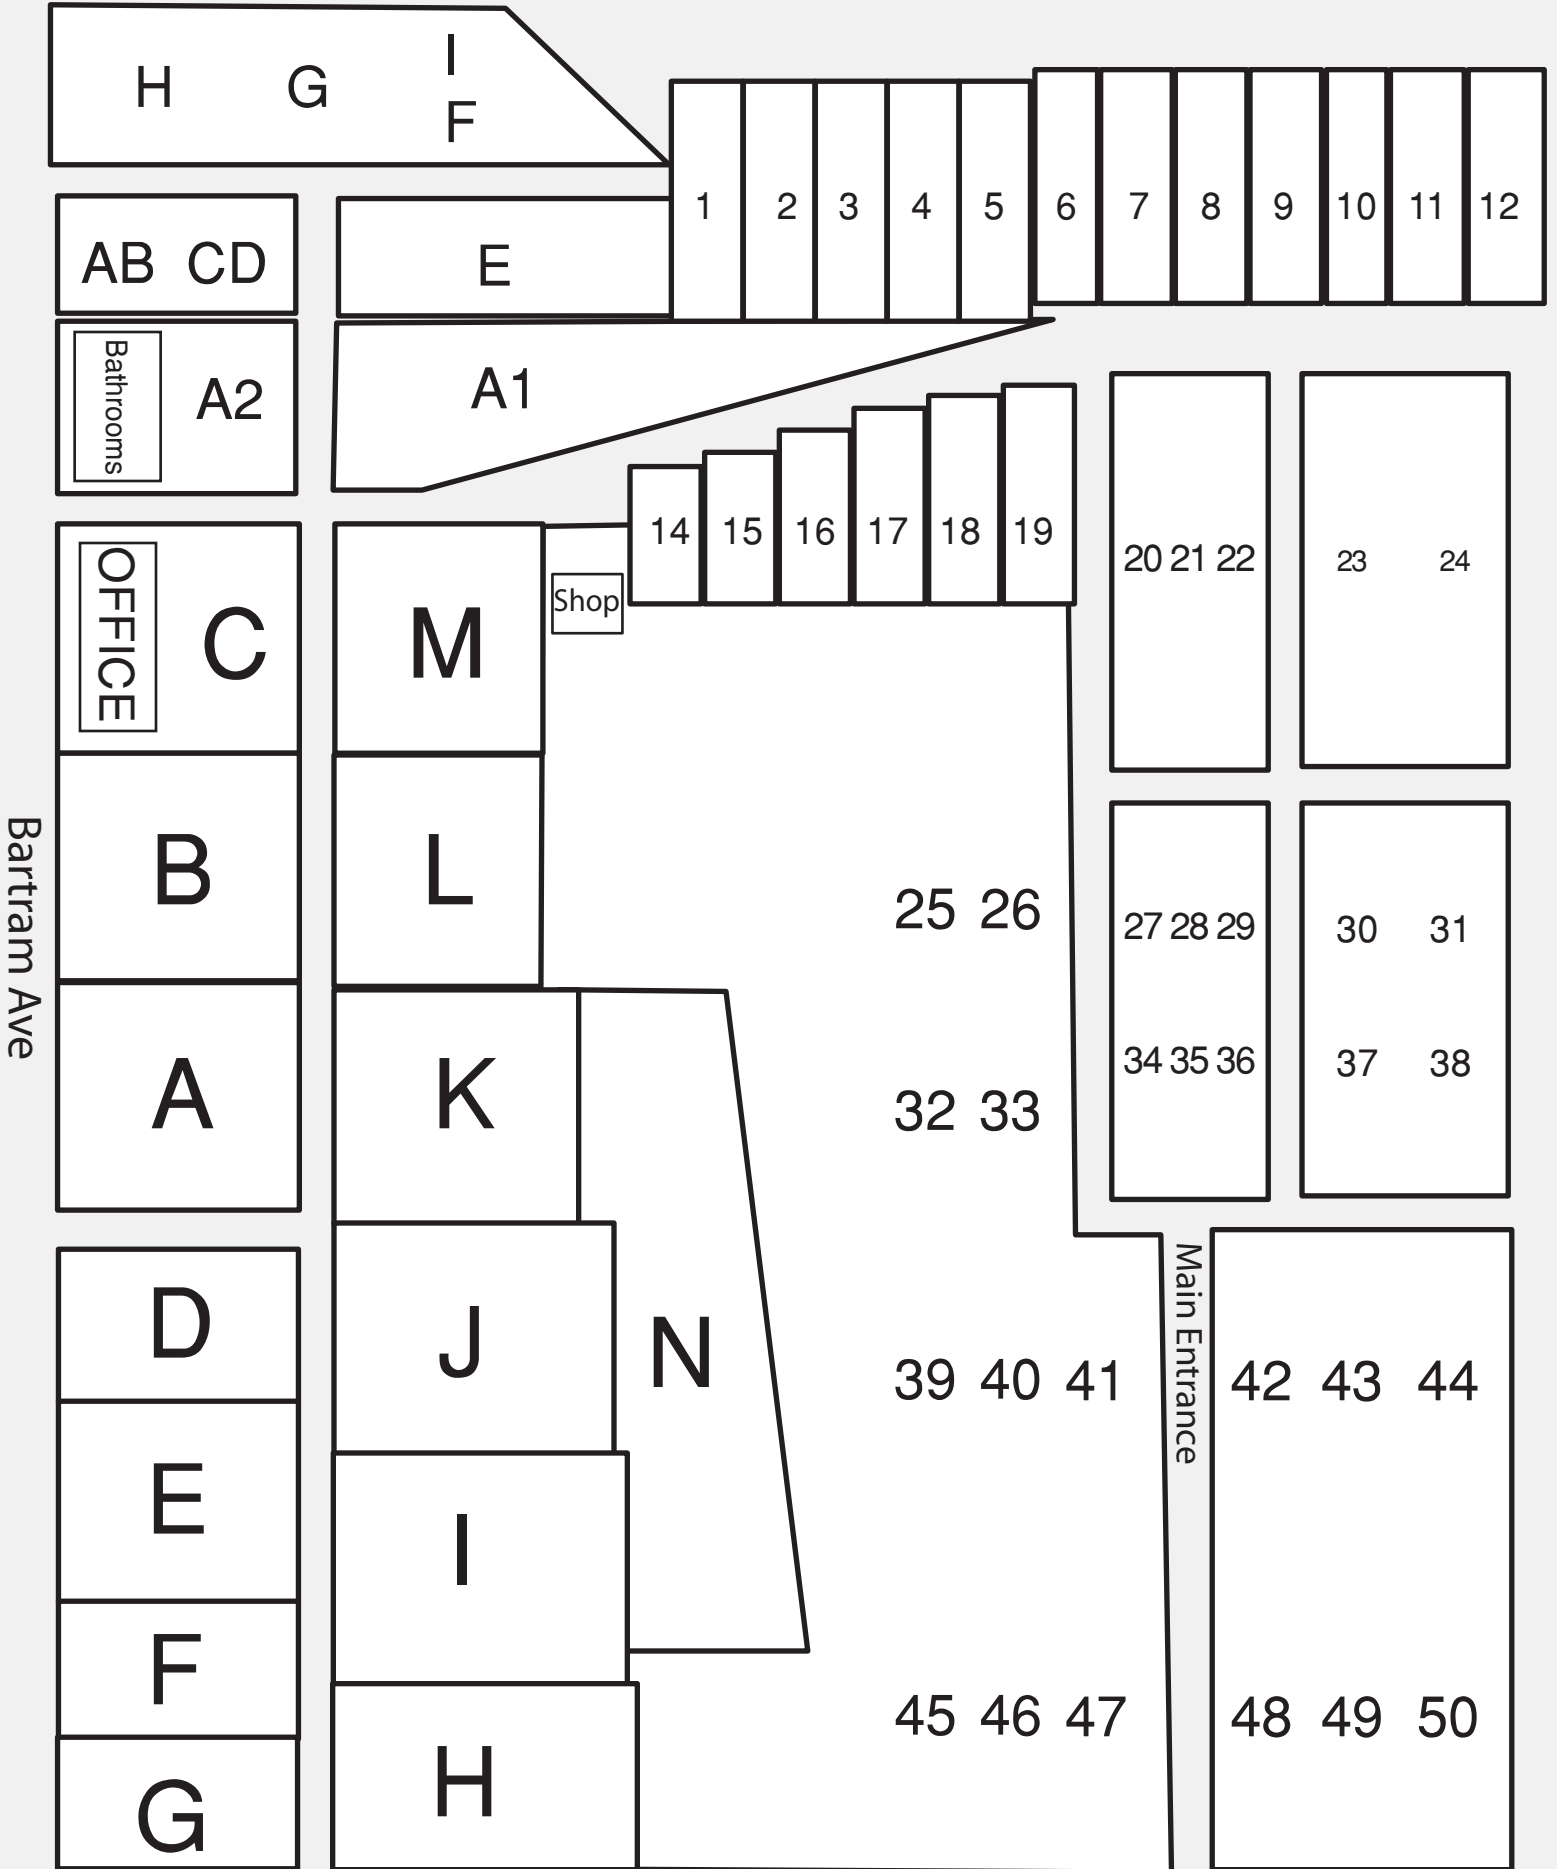 H G I
F
1 2 3 4 5 6 7 8 9 10 11 12
AB CD E
Bathrooms
A2
A1
14 15 16 17 18 19
20 21 22
23 24
OFFICE
C
M
Shop
Bartram Ave
B
L
25 26
27 28 29
30 31
A
K
32 33
34 35 36
37 38
D
J
N
39 40 41
Main Entrance
42 43 44
E
I
F
45 46 47
48 49 50
G
H